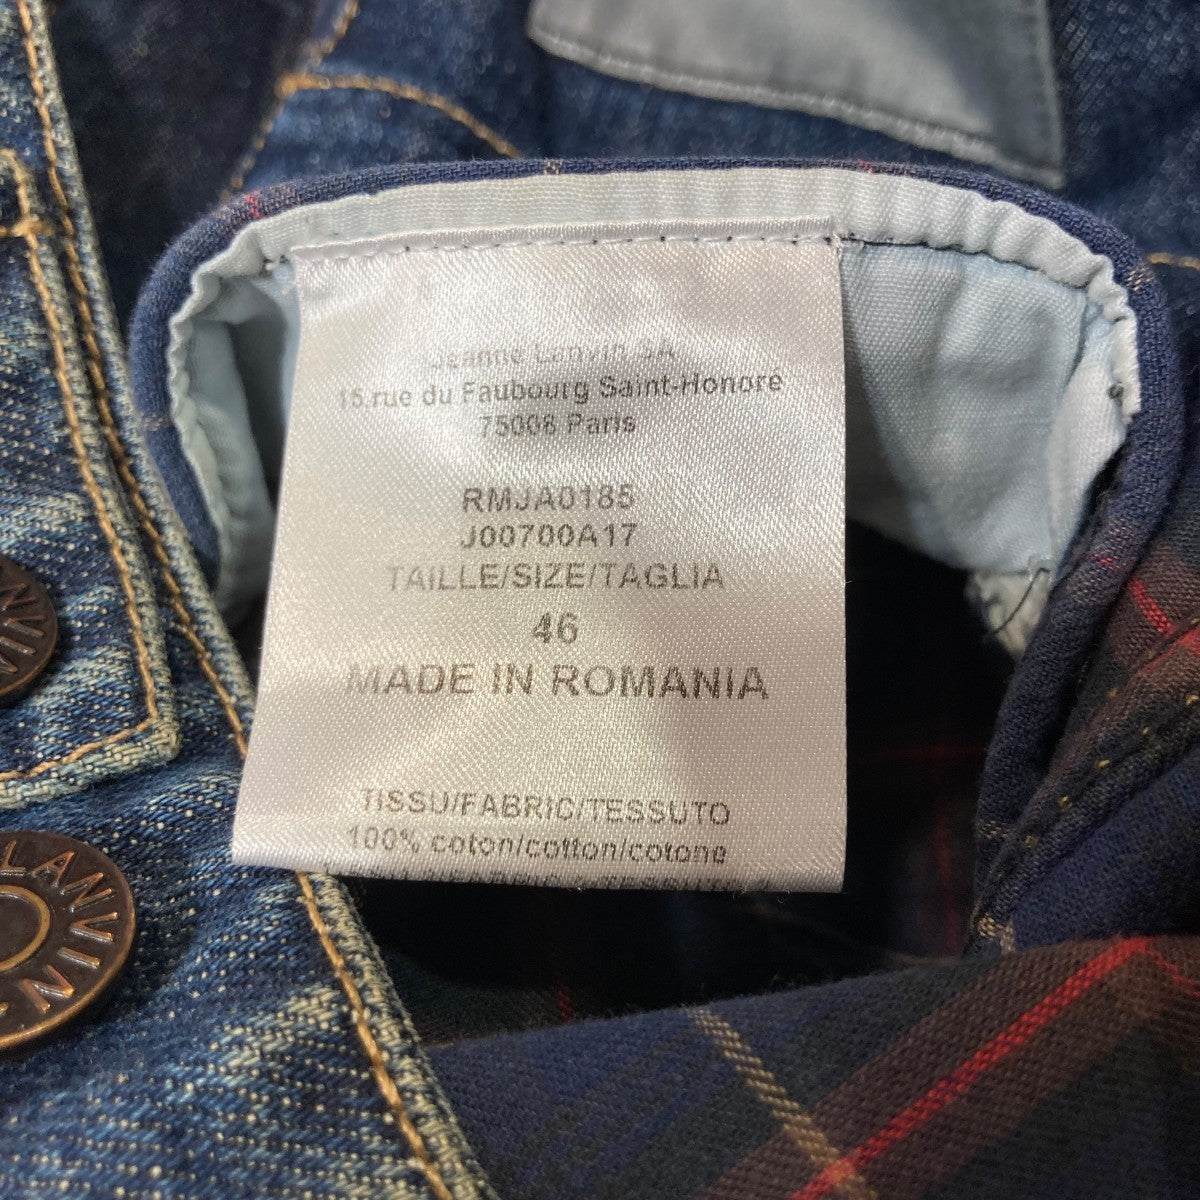 Jeanne Lanvin SA
15 rue du Faubourg Saint-Honoré
75008 Paris
RMJA0185
J00700A17
TAILLE/SIZE/TAGLIA
46
MADE IN ROMANIA
TISSU/FABRIC/TESSUTO
100% coton/cotton/cotone
LANVIN
LANVIN